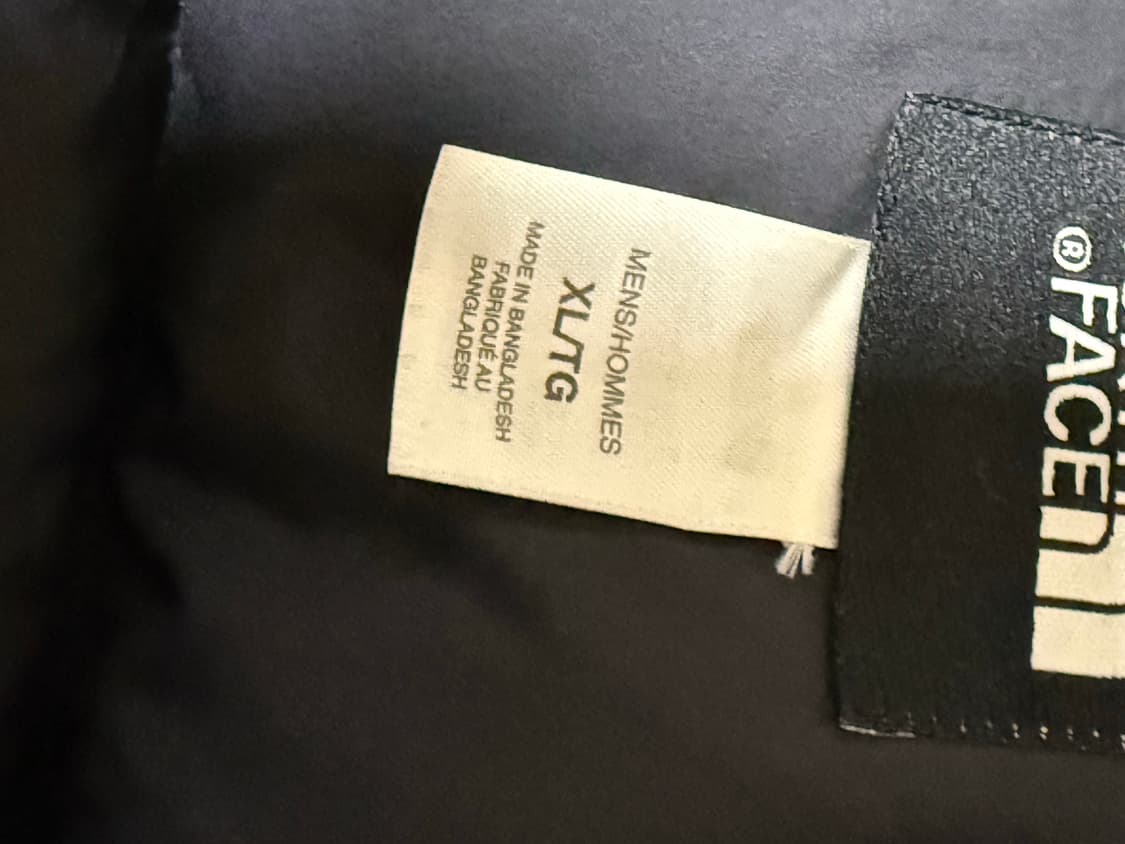 MENS/HOMMES
XL/TG
MADE IN BANGLADESH
FABRIQUÉ AU
BANGLADESH
FACE
®